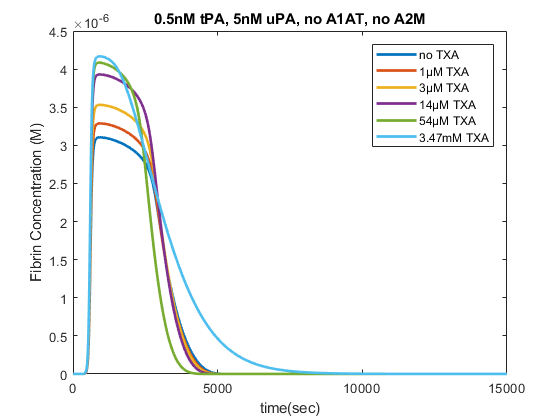 0.5nM tPA, 5nM uPA, no A1AT, no A2M
×10⁻⁶
4.5
4
3.5
3
2.5
2
1.5
1
0.5
0
Fibrin Concentration (M)
no TXA
1μM TXA
3μM TXA
14μM TXA
54μM TXA
3.47mM TXA
0 5000 10000 15000
time(sec)